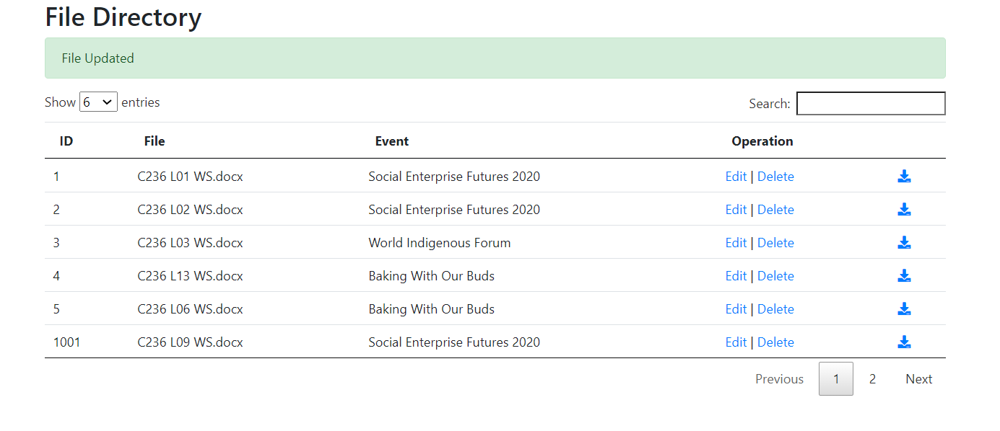 File Directory
File Updated
Show 6 entries Search:
ID File Event Operation
1 C236 L01 WS.docx Social Enterprise Futures 2020 Edit | Delete
2 C236 L02 WS.docx Social Enterprise Futures 2020 Edit | Delete
3 C236 L03 WS.docx World Indigenous Forum Edit | Delete
4 C236 L13 WS.docx Baking With Our Buds Edit | Delete
5 C236 L06 WS.docx Baking With Our Buds Edit | Delete
1001 C236 L09 WS.docx Social Enterprise Futures 2020 Edit | Delete
Previous 1 2 Next